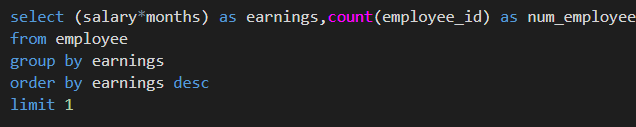 select (salary*months) as earnings,count(employee_id) as num_employee
from employee
group by earnings
order by earnings desc
limit 1